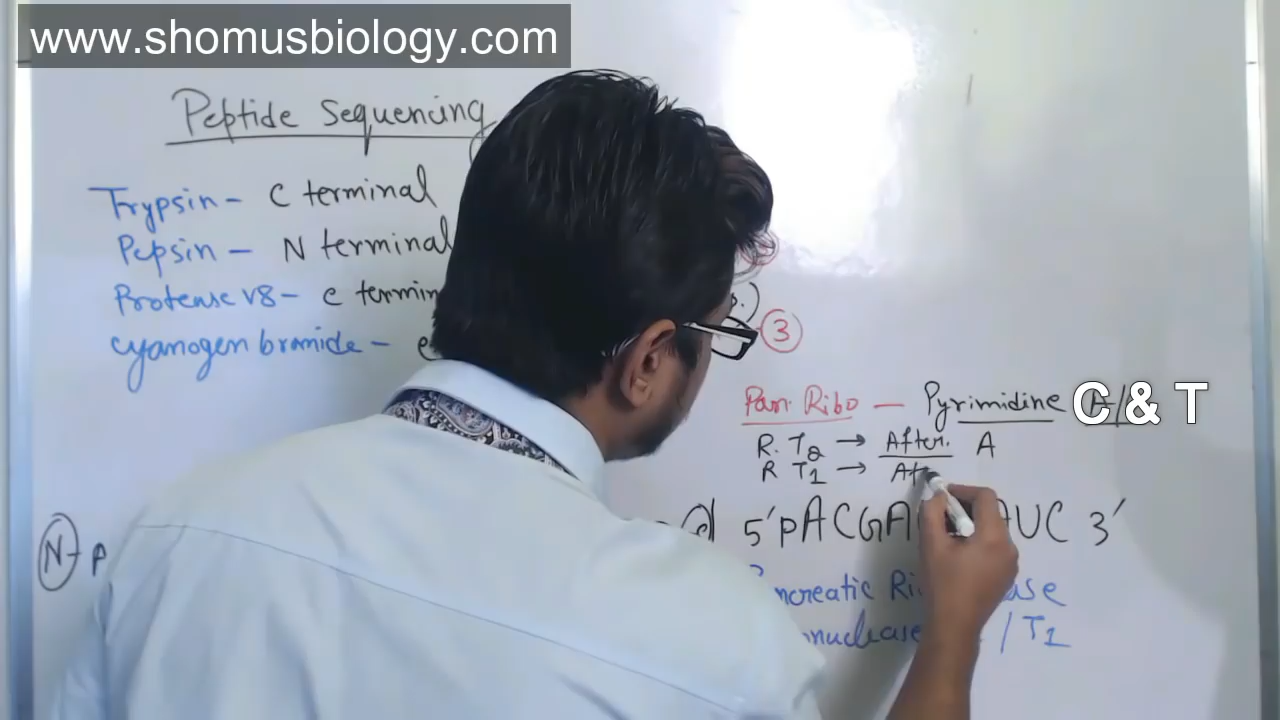 www.shomusbiology.com
Peptide Sequencing
Trypsin - C terminal
Pepsin - N terminal
Protease V8 - C termin
cyanogen bromide - C
3
Pan. Ribo — Pyrimidine C & T
R. T2 → After. A
R T1 → Aft
5'pACGA AUC 3'
ncreatic Ri ase
onuclease / T1
N - P